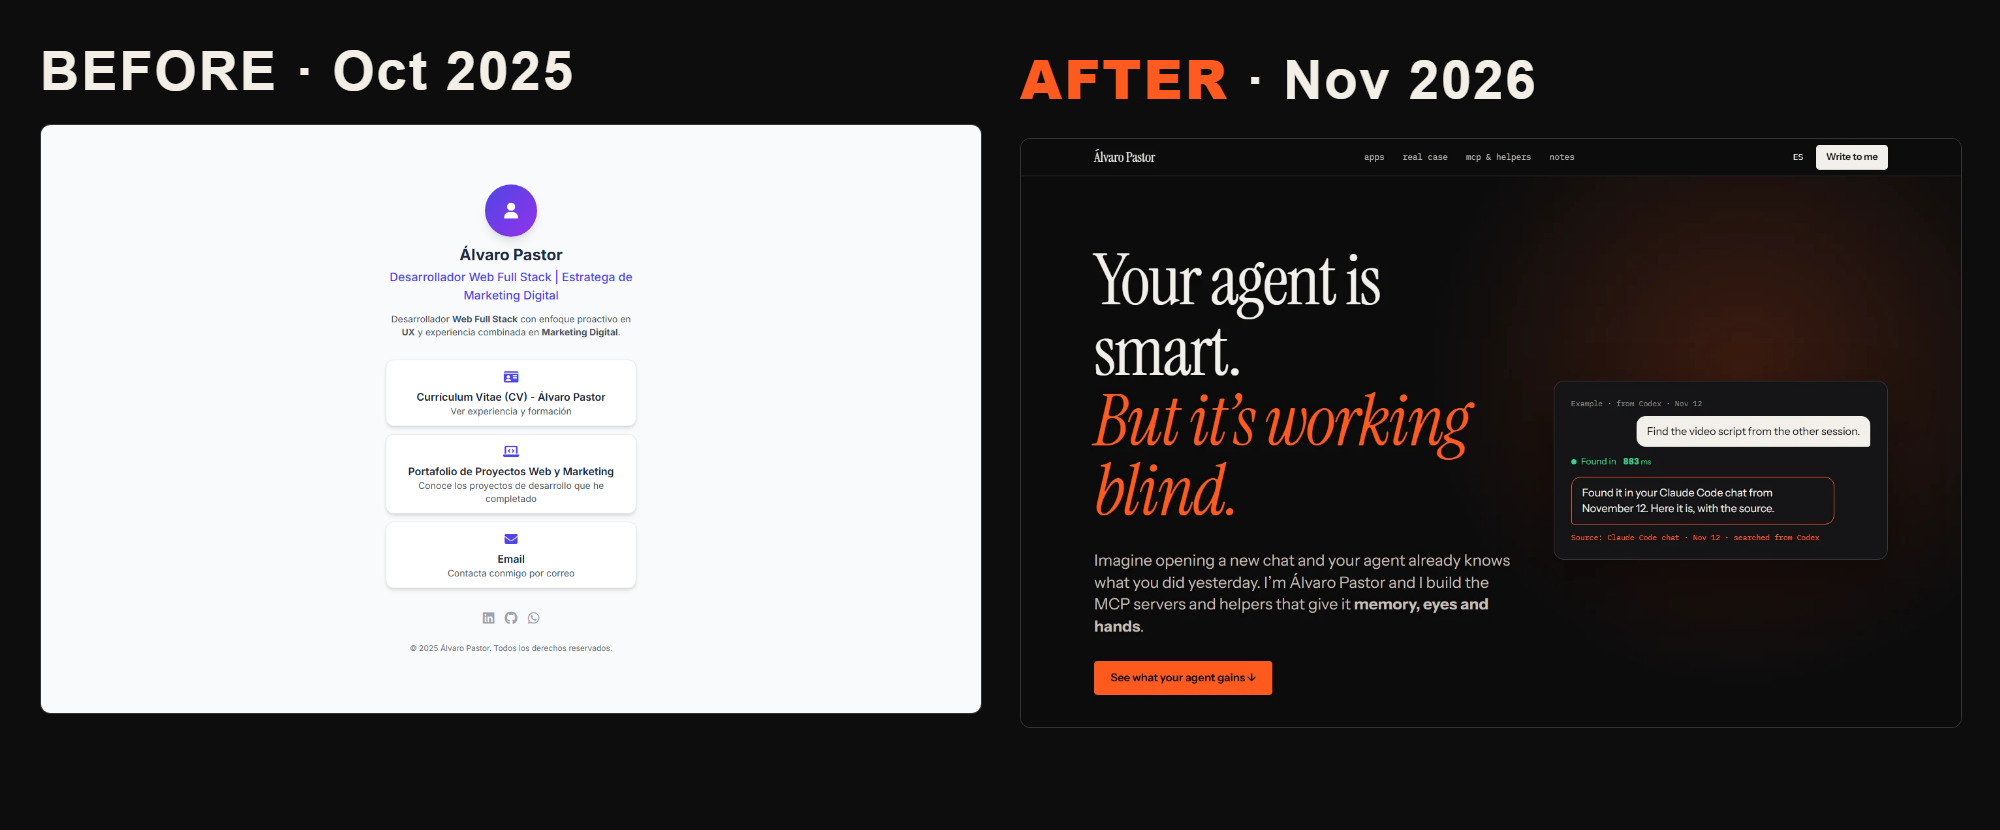 BEFORE · Oct 2025
Álvaro Pastor
Desarrollador Web Full Stack | Estratega de
Marketing Digital
Desarrollador Web Full Stack con enfoque proactivo en
UX y experiencia combinada en Marketing Digital.
Currículum Vitae (CV) - Álvaro Pastor
Ver experiencia y formación
Portafolio de Proyectos Web y Marketing
Conoce los proyectos de desarrollo que he
completado
Email
Contacta conmigo por correo
© 2025 Álvaro Pastor. Todos los derechos reservados.
AFTER · Nov 2026
Álvaro Pastor
apps real case mcp & helpers notes
ES Write to me
Your agent is
smart.
But it’s working
blind.
Imagine opening a new chat and your agent already knows
what you did yesterday. I’m Álvaro Pastor and I build the
MCP servers and helpers that give it memory, eyes and
hands.
See what your agent gains ↓
Example · from Codex · Nov 12
Find the video script from the other session.
Found in 883 ms
Found it in your Claude Code chat from
November 12. Here it is, with the source.
Source: Claude Code chat · Nov 12 · searched from Codex